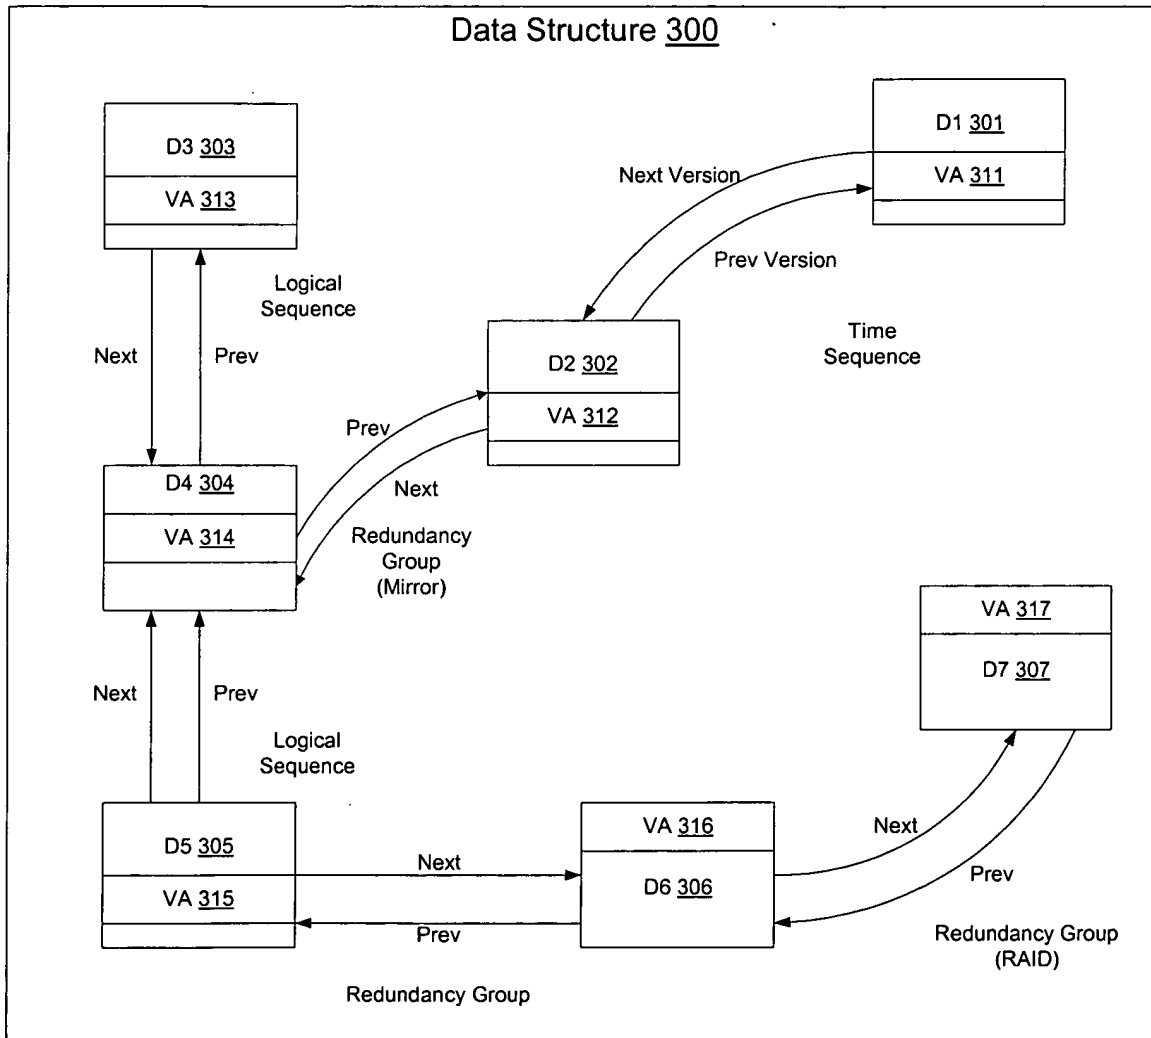 Data Structure 300
D3 303
VA 313
D1 301
VA 311
Next Version
Prev Version
Logical
Sequence
Next
Prev
Time
Sequence
D2 302
VA 312
Prev
Next
D4 304
VA 314
Redundancy
Group
(Mirror)
VA 317
D7 307
Next
Prev
Logical
Sequence
D5 305
VA 315
Next
Prev
VA 316
D6 306
Next
Prev
Redundancy Group
(RAID)
Redundancy Group